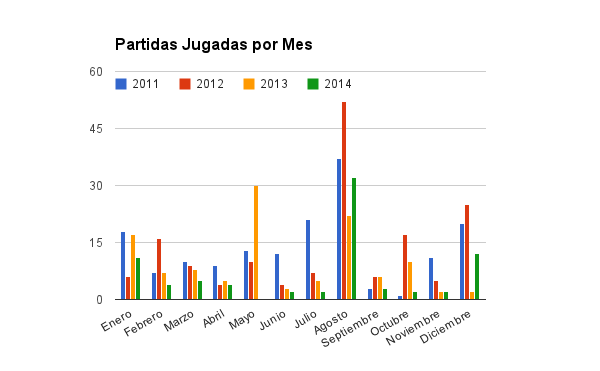 Partidas Jugadas por Mes
60
2011 2012 2013 2014
45
30
15
0
Enero Febrero Marzo Abril Mayo Junio Julio Agosto Septiembre Octubre Noviembre Diciembre